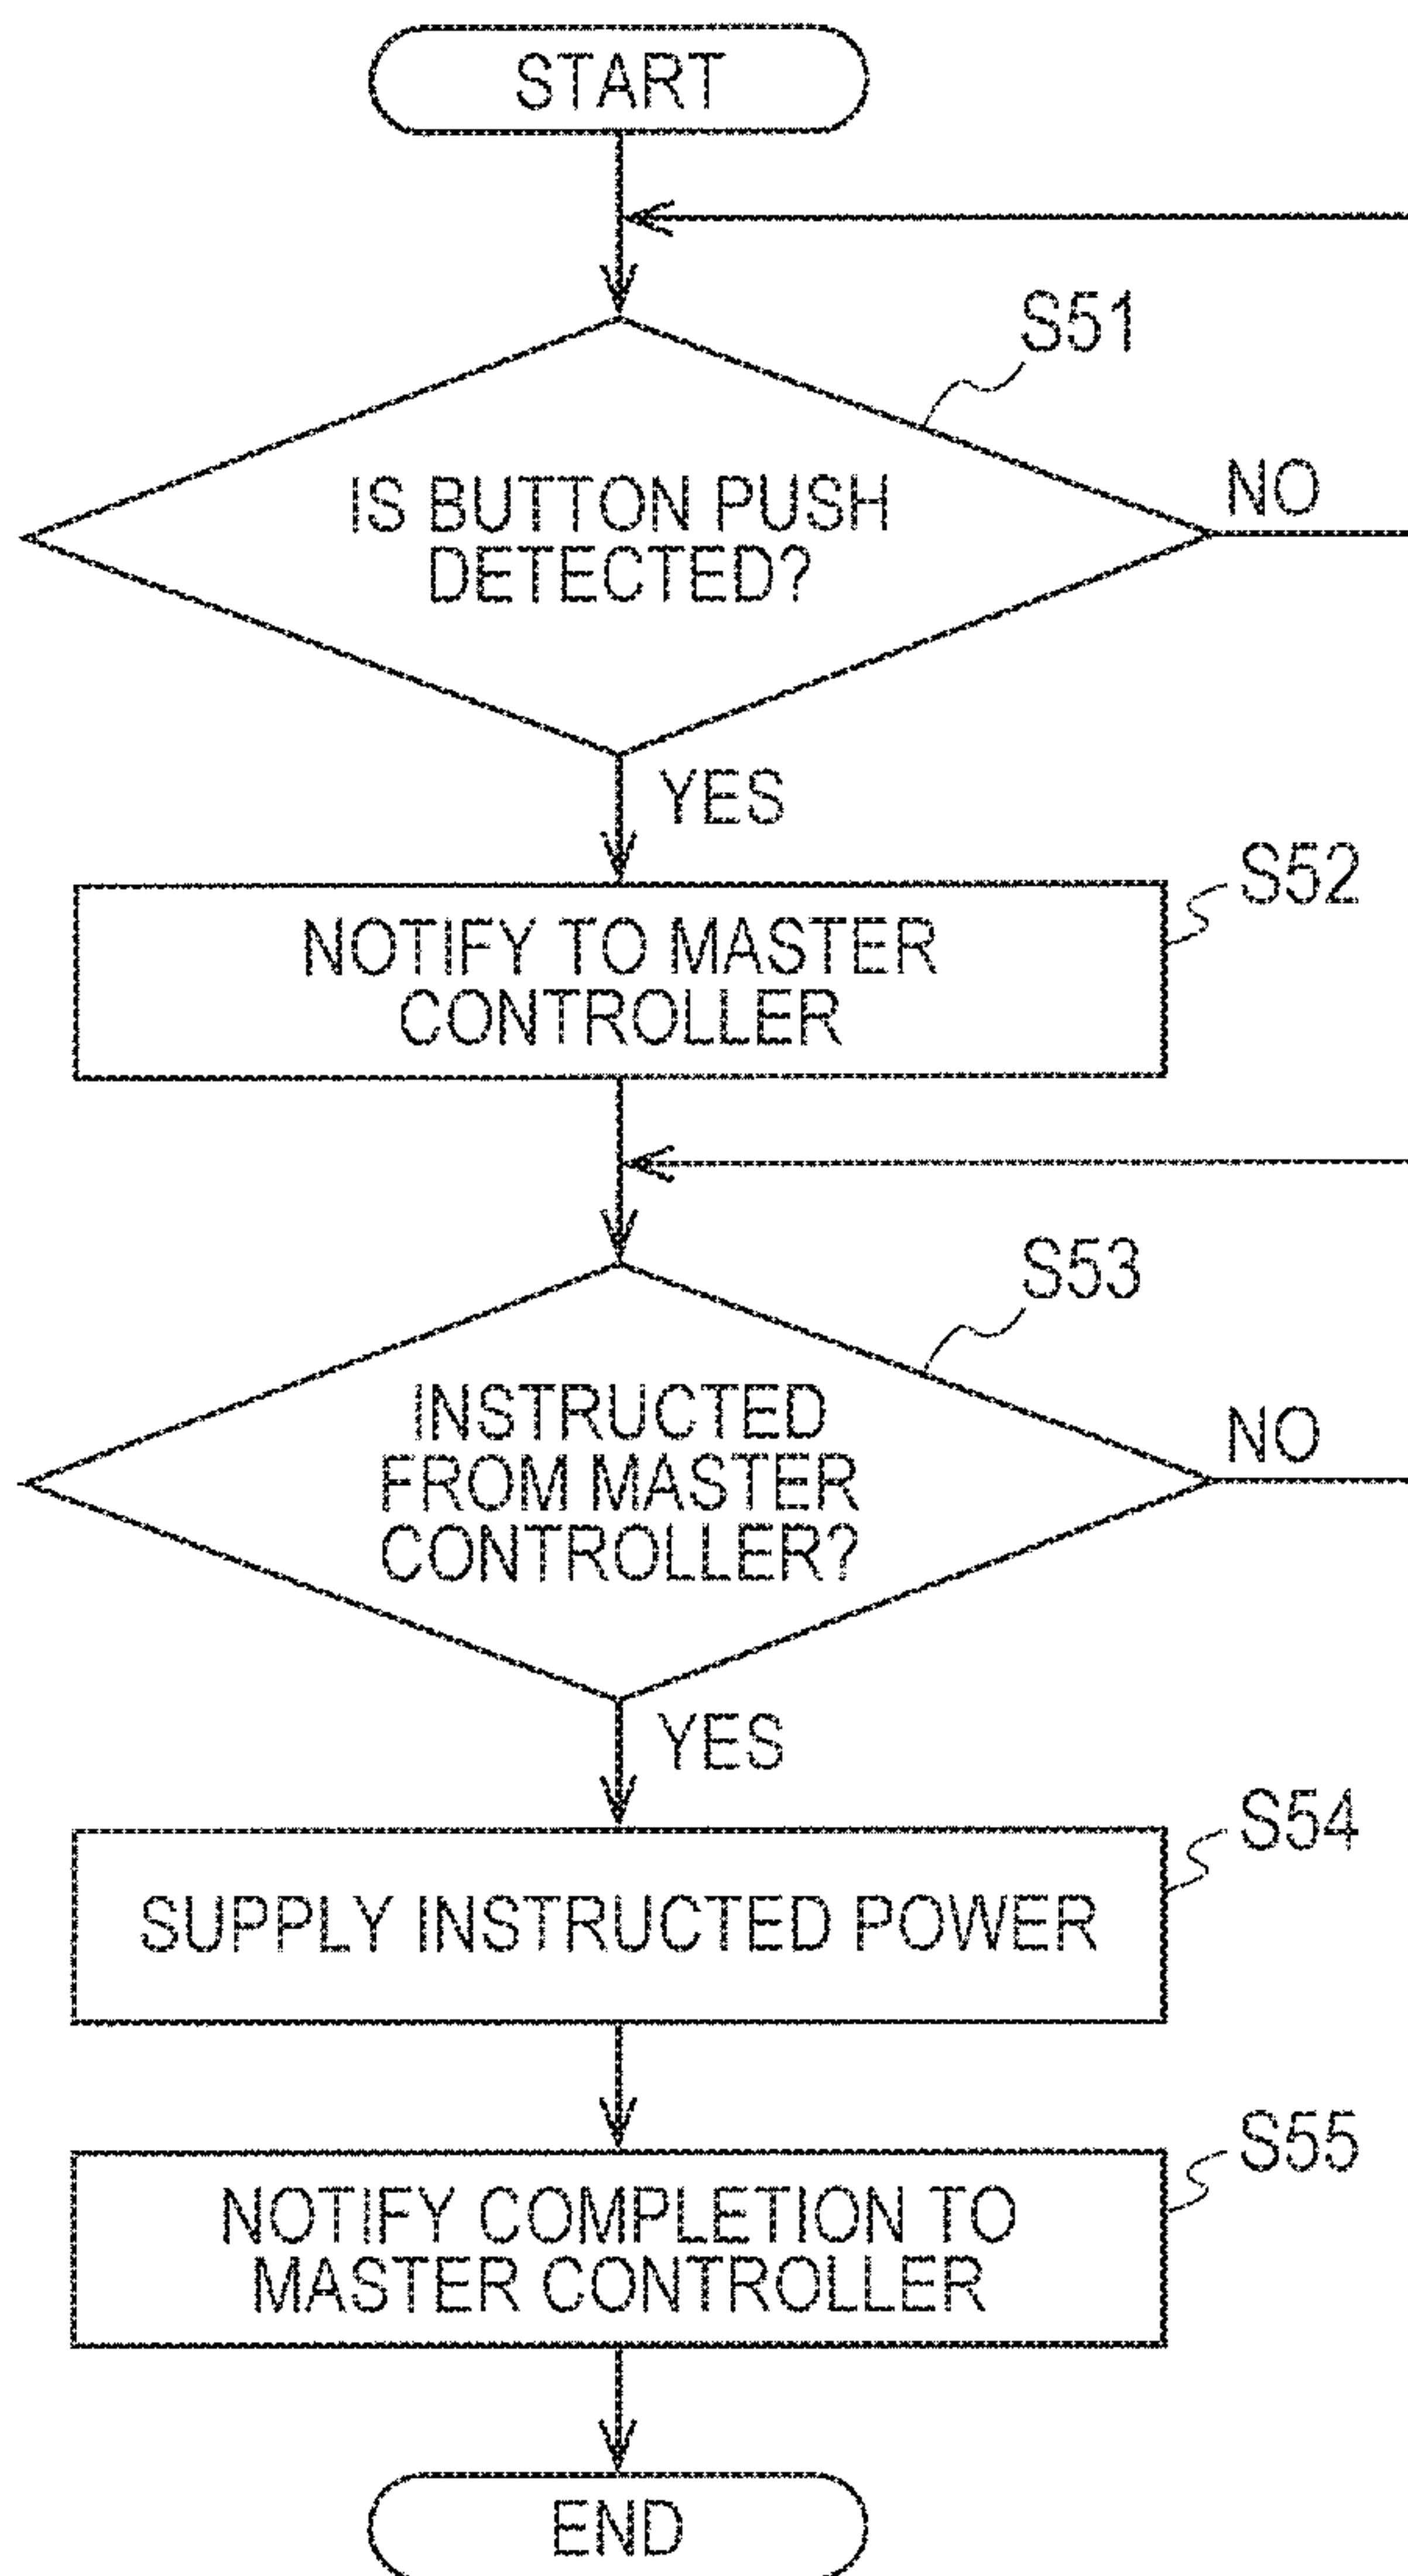 START
S51
IS BUTTON PUSH
DETECTED?
NO
YES
S52
NOTIFY TO MASTER
CONTROLLER
S53
INSTRUCTED
FROM MASTER
CONTROLLER?
NO
YES
S54
SUPPLY INSTRUCTED POWER
S55
NOTIFY COMPLETION TO
MASTER CONTROLLER
END